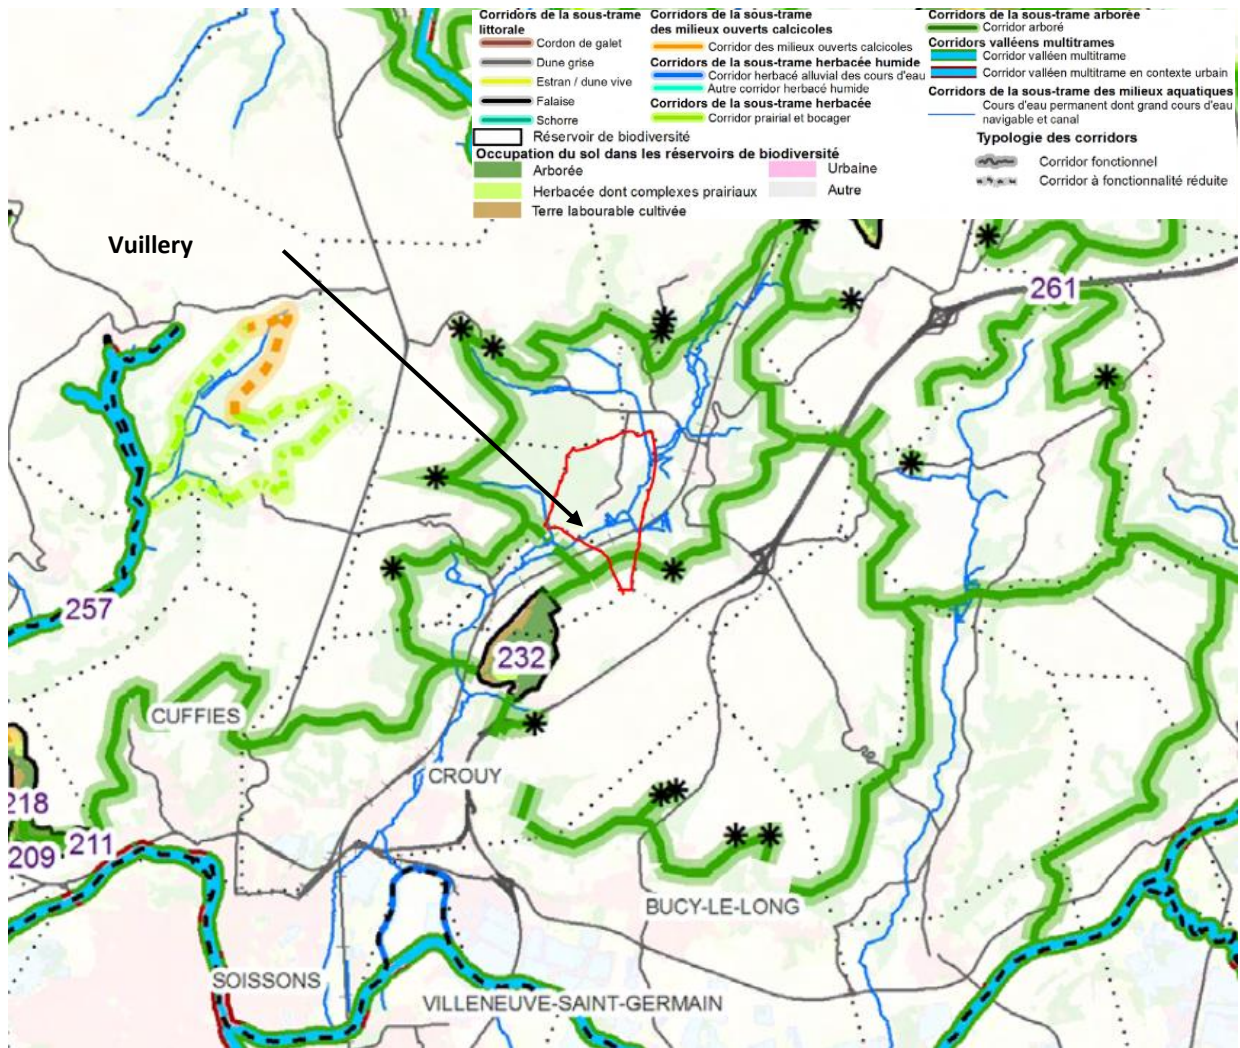 Corridors de la sous-trame
littorale
Cordon de galet
Dune grise
Estran / dune vive
Falaise
Schorre
Réservoir de biodiversité
Occupation du sol dans les réservoirs de biodiversité
Arborée
Herbacée dont complexes prairiaux
Terre labourable cultivée
Urbaine
Autre
Corridors de la sous-trame
des milieux ouverts calcicoles
Corridor des milieux ouverts calcicoles
Corridors de la sous-trame herbacée humide
Corridor herbacé alluvial des cours d'eau
Autre corridor herbacé humide
Corridors de la sous-trame herbacée
Corridor prairial et bocager
Corridors de la sous-trame arborée
Corridor arboré
Corridors valléens multitrames
Corridor valléen multitrame
Corridor valléen multitrame en contexte urbain
Corridors de la sous-trame des milieux aquatiques
Cours d'eau permanent dont grand cours d'eau
navigable et canal
Typologie des corridors
Corridor fonctionnel
Corridor à fonctionnalité réduite
Vuillery
261
257
232
CUFFIES
CROUY
218
209
211
BUCY-LE-LONG
SOISSONS
VILLENEUVE-SAINT-GERMAIN